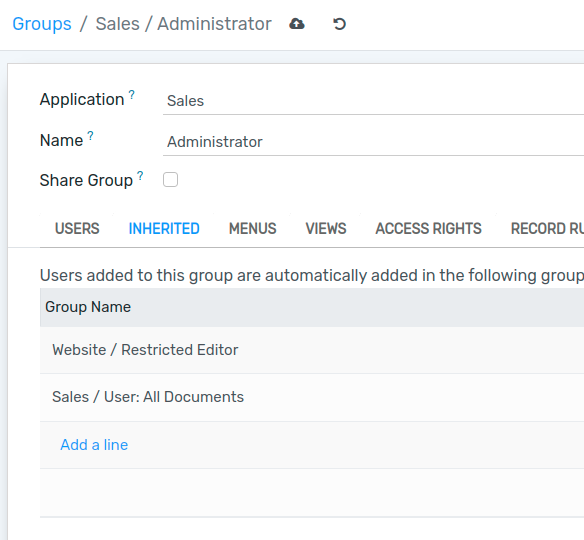 Groups / Sales / Administrator
Application ? Sales
Name ? Administrator
Share Group ?
USERS INHERITED MENUS VIEWS ACCESS RIGHTS RECORD RU
Users added to this group are automatically added in the following group
Group Name
Website / Restricted Editor
Sales / User: All Documents
Add a line